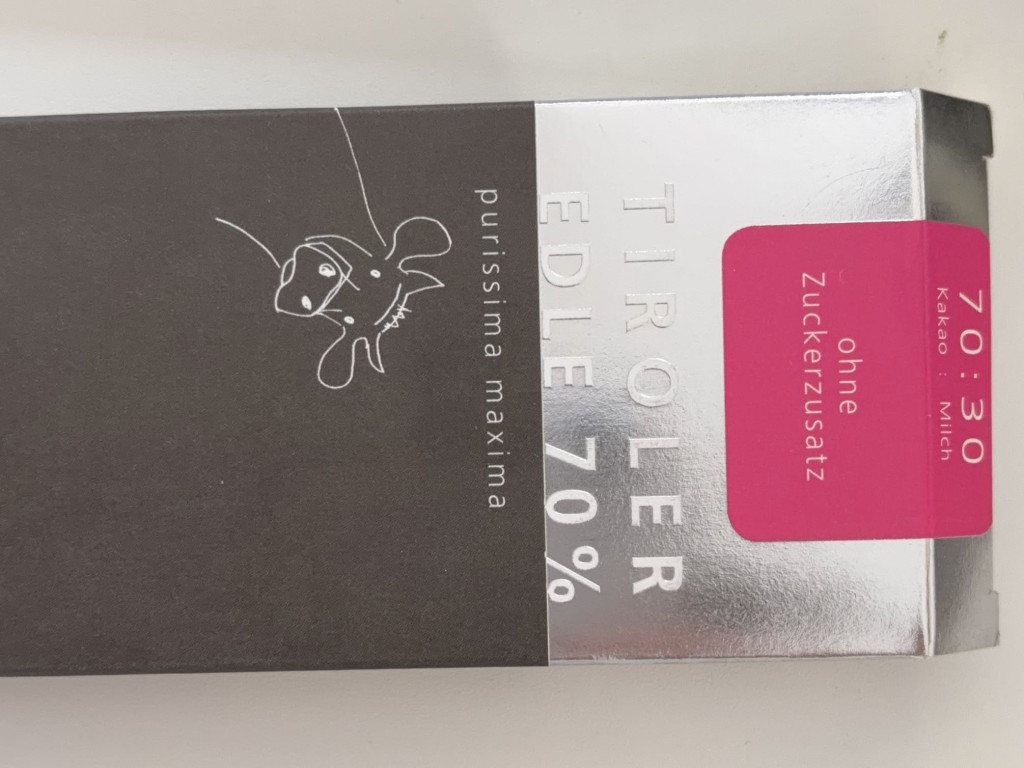 70:30
Kakao : Milch
ohne
Zuckerzusatz
TIROLER
EDLE 70%
purissima maxima